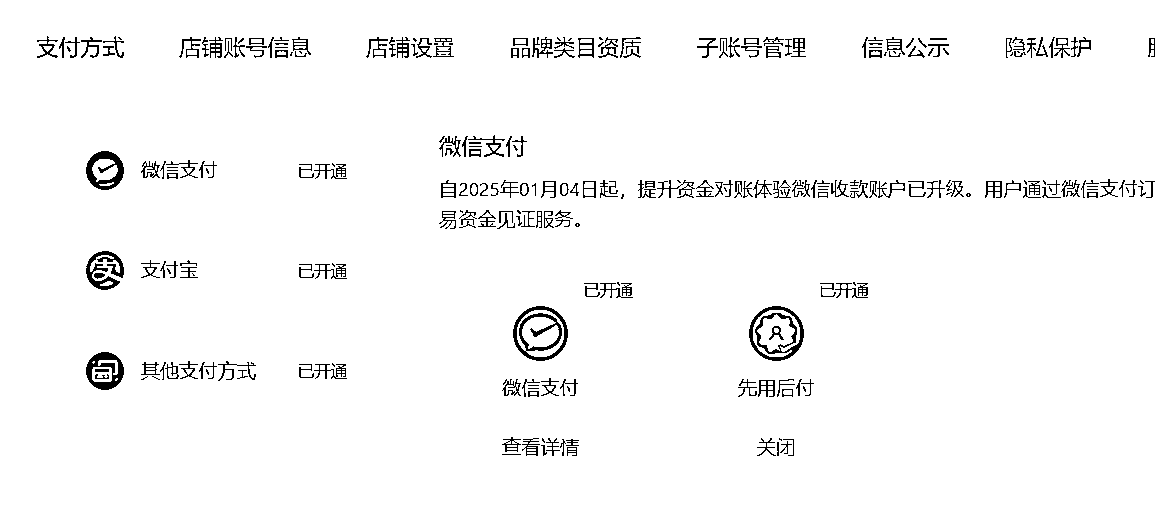 支付方式 店铺账号信息 店铺设置 品牌类目资质 子账号管理 信息公示 隐私保护
微信支付 已开通
支付宝 已开通
其他支付方式 已开通
微信支付
自2025年01月04日起，提升资金对账体验微信收款账户已升级。用户通过微信支付订
易资金见证服务。
已开通
微信支付
查看详情
已开通
先用后付
关闭